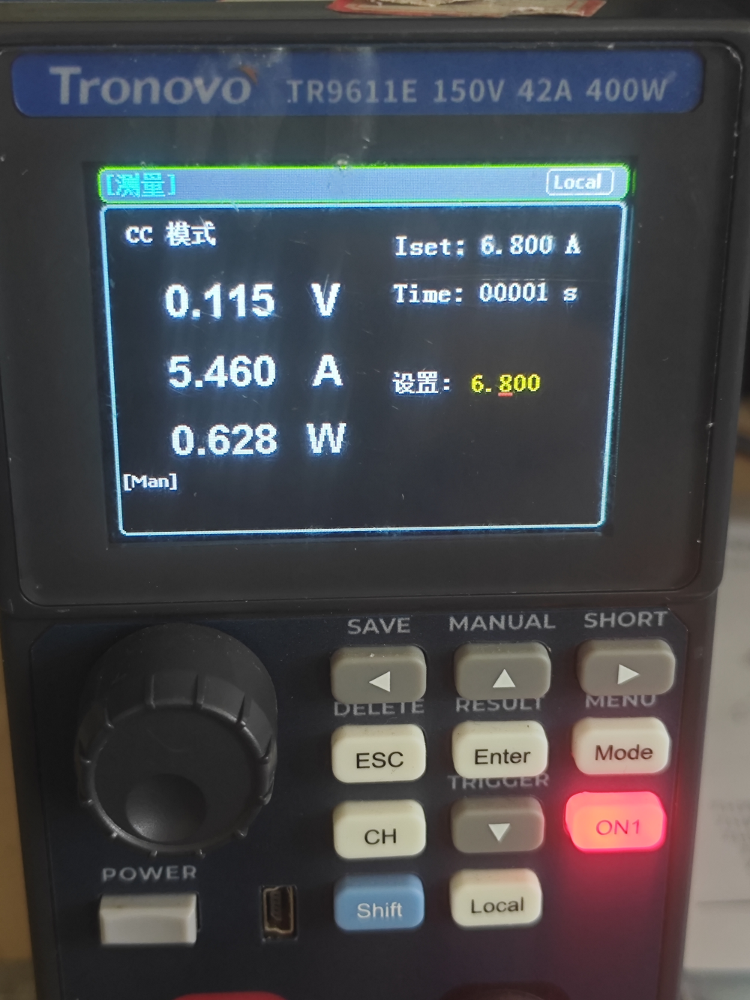 Tronovo TR9611E 150V 42A 400W
[测量] Local
CC 模式
Iset: 6.800 A
0.115 V
Time: 00001 s
5.460 A
设置: 6.800
0.628 W
[Man]
SAVE MANUAL SHORT
DELETE RESULT MENU
ESC Enter Mode
TRIGGER
CH ON1
POWER
Shift Local